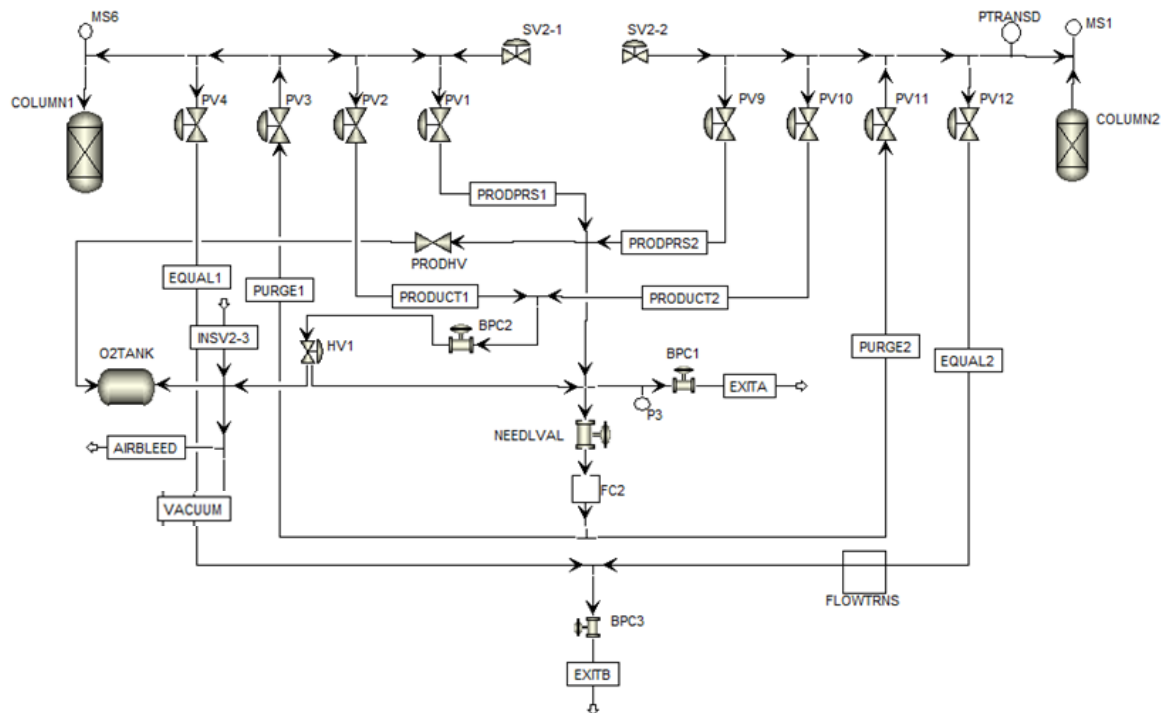 MS6
SV2-1
SV2-2
PTRANSD
MS1
COLUMN1
PV4
PV3
PV2
PV1
PV9
PV10
PV11
PV12
COLUMN2
PRODPRS1
PRODPRS2
PRODHV
EQUAL1
PURGE1
PRODUCT1
PRODUCT2
INSV2-3
HV1
BPC2
PURGE2
EQUAL2
O2TANK
BPC1
EXITA
P3
NEEDLVAL
AIRBLEED
FC2
VACUUM
FLOWTRNS
BPC3
EXITB